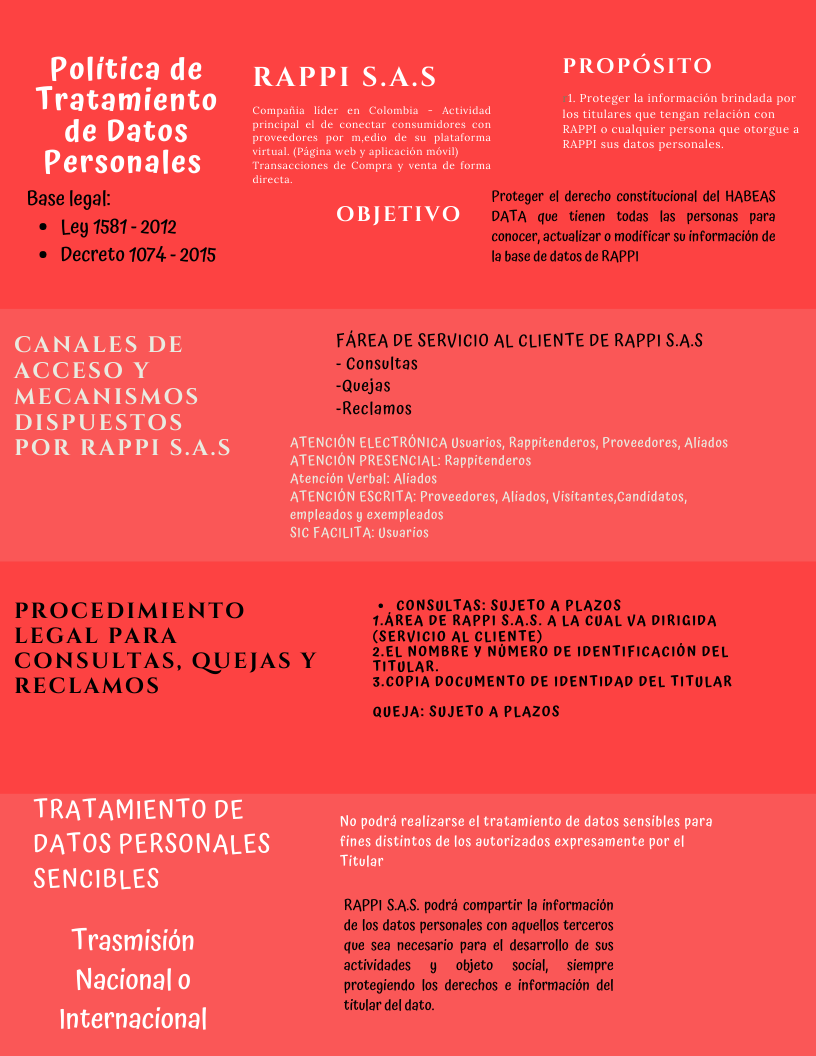 Política de
Tratamiento
de Datos
Personales
Base legal:
• Ley 1581 - 2012
• Decreto 1074 - 2015
RAPPI S.A.S
Compañia líder en Colombia - Actividad
principal el de conectar consumidores con
proveedores por m,edio de su plataforma
virtual. (Página web y aplicación móvil)
Transacciones de Compra y venta de forma
directa.
PROPÓSITO
1. Proteger la información brindada por
los titulares que tengan relación con
RAPPI o cualquier persona que otorgue a
RAPPI sus datos personales.
OBJETIVO
Proteger el derecho constitucional del HABEAS
DATA que tienen todas las personas para
conocer, actualizar o modificar su información de
la base de datos de RAPPI
CANALES DE
ACCESO Y
MECANISMOS
DISPUESTOS
POR RAPPI S.A.S
FÁREA DE SERVICIO AL CLIENTE DE RAPPI S.A.S
- Consultas
-Quejas
-Reclamos
ATENCIÓN ELECTRÓNICA Usuarios, Rappitenderos, Proveedores, Aliados
ATENCIÓN PRESENCIAL: Rappitenderos
Atención Verbal: Aliados
ATENCIÓN ESCRITA: Proveedores, Aliados, Visitantes,Candidatos,
empleados y exempleados
SIC FACILITA: Usuarios
PROCEDIMIENTO
LEGAL PARA
CONSULTAS, QUEJAS Y
RECLAMOS
• CONSULTAS: SUJETO A PLAZOS
1.ÁREA DE RAPPI S.A.S. A LA CUAL VA DIRIGIDA
(SERVICIO AL CLIENTE)
2.EL NOMBRE Y NÙMERO DE IDENTIFICACIÓN DEL
TITULAR.
3.COPIA DOCUMENTO DE IDENTIDAD DEL TITULAR
QUEJA: SUJETO A PLAZOS
TRATAMIENTO DE
DATOS PERSONALES
SENCIBLES
No podrá realizarse el tratamiento de datos sensibles para
fines distintos de los autorizados expresamente por el
Titular
Trasmisión
Nacional o
Internacional
RAPPI S.A.S. podrá compartir la información
de los datos personales con aquellos terceros
que sea necesario para el desarrollo de sus
actividades y objeto social, siempre
protegiendo los derechos e información del
titular del dato.